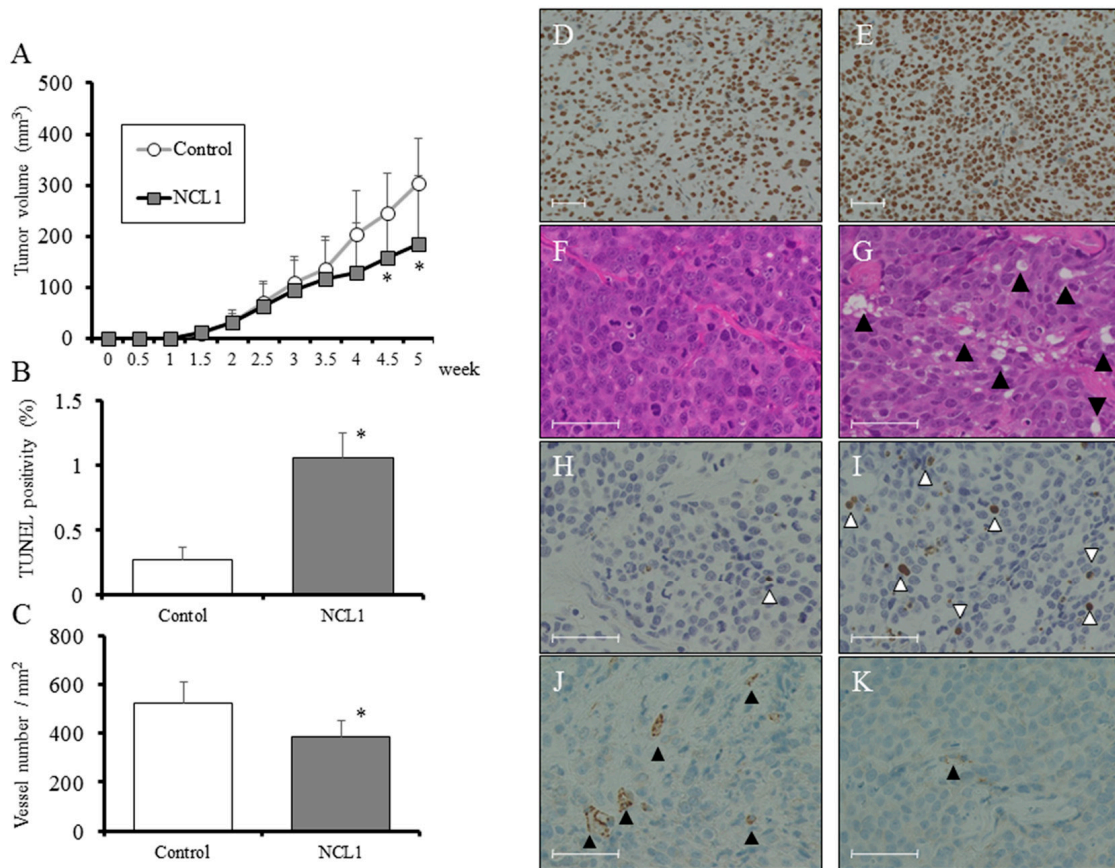 A
Tumor volume (mm³)
500
400
300
200
100
0
Control
NCL1
*
*
0 0.5 1 1.5 2 2.5 3 3.5 4 4.5 5 week
B
TUNEL positivity (%)
1.5
1
0.5
0
*
Contol NCL1
C
Vessel number / mm²
800
600
400
200
0
*
Control NCL1
D
E
F
G
H
I
J
K